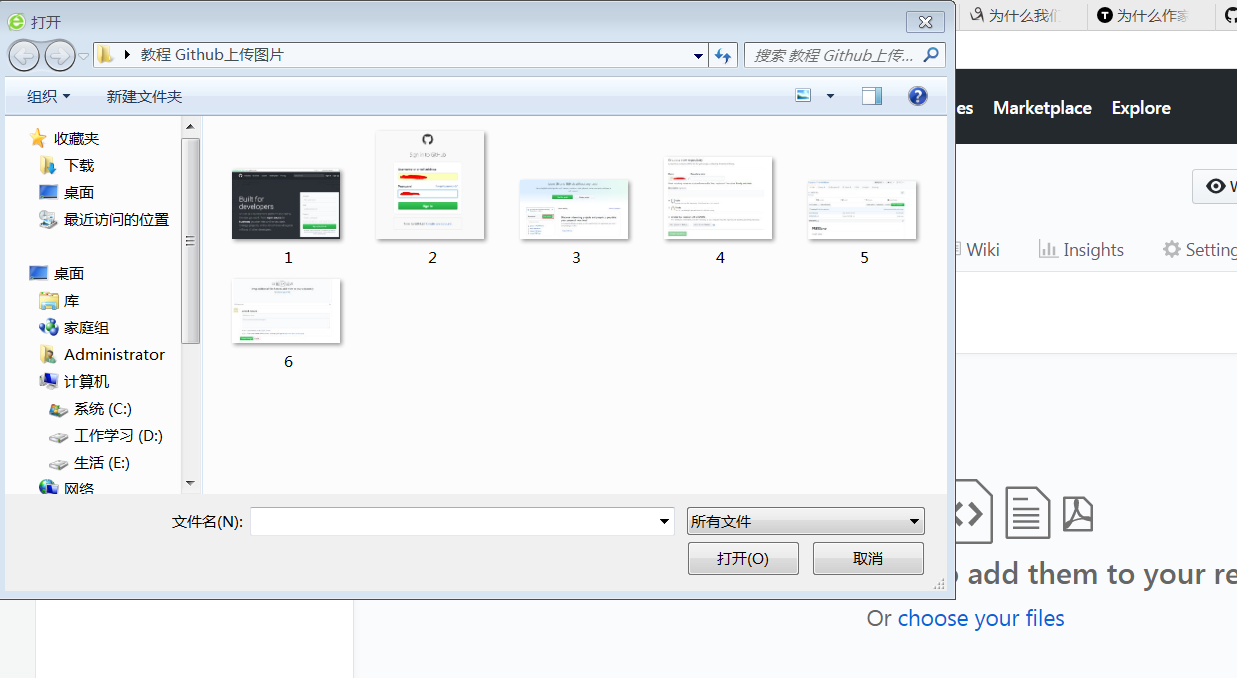 打开
为什么我们
为什么作家
教程 Github上传图片
搜索 教程 Github上传...
组织
新建文件夹
es Marketplace Explore
收藏夹
下载
桌面
最近访问的位置
桌面
库
家庭组
Administrator
计算机
系统 (C:)
工作学习 (D:)
生活 (E:)
网络
Sign in to GitHub
Built for
developers
1
2
3
4
5
6
W
Wiki
Insights
Setting
文件名(N):
所有文件
打开(O)
取消
add them to your re
Or choose your files